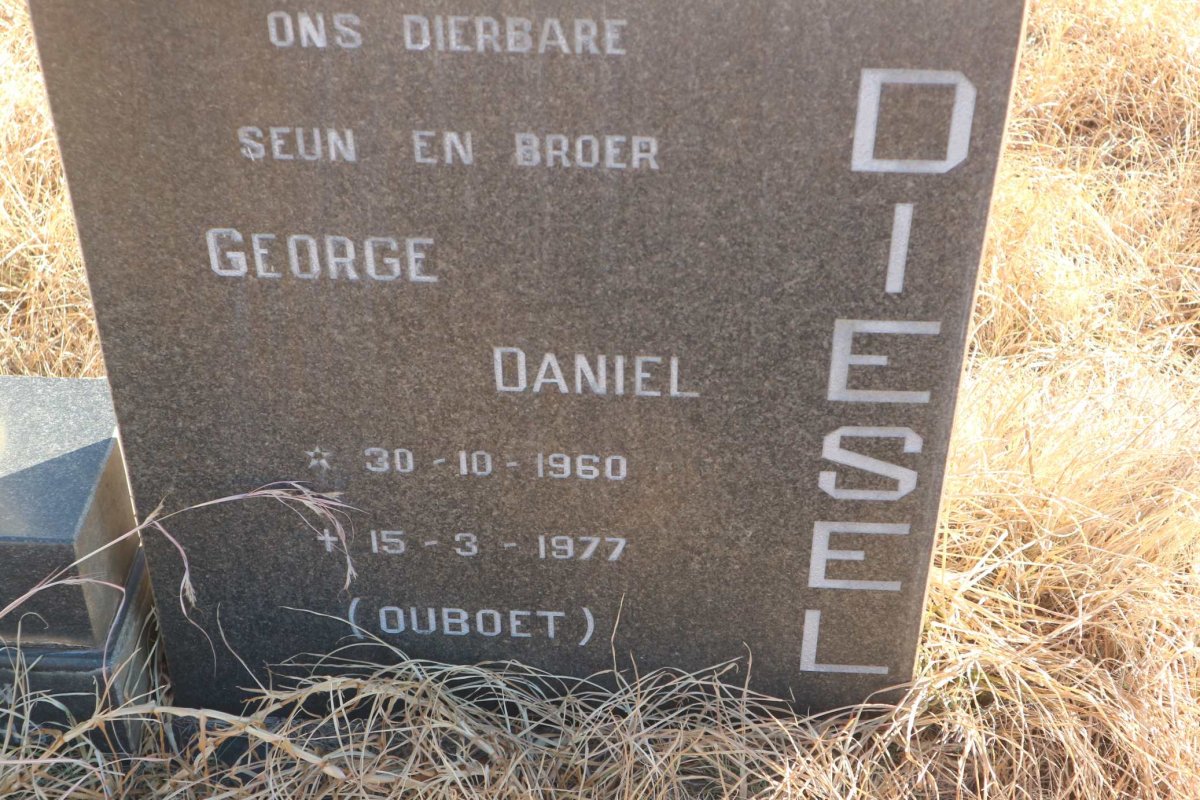 ONS DIERBARE
SEUN EN BROER
GEORGE
DANIEL
30-10-1960
15-3-1977
(OUBOET)
DIESEL